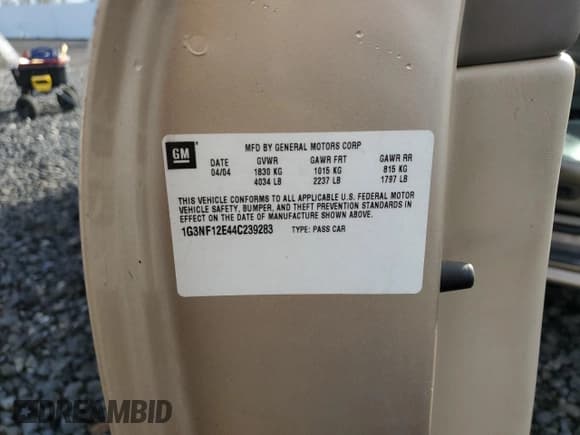 GM
MFD BY GENERAL MOTORS CORP
DATE GVWR GAWR FRT GAWR RR
04/04 1830 KG 1015 KG 815 KG
4034 LB 2237 LB 1797 LB
THIS VEHICLE CONFORMS TO ALL APPLICABLE U.S. FEDERAL MOTOR
VEHICLE SAFETY, BUMPER, AND THEFT PREVENTION STANDARDS IN
EFFECT ON THE DATE OF MANUFACTURE SHOWN ABOVE.
1G3NF12E44C239283 TYPE: PASS CAR
DREAMBID